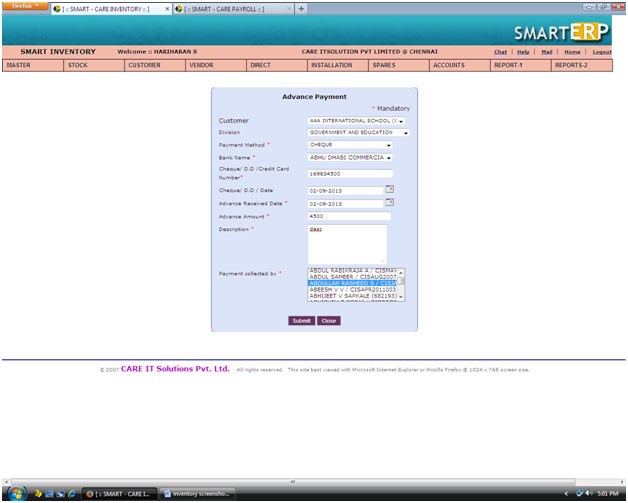 Firefox
[ :: SMART - CARE INVENTORY :: ]
[ :: SMART - CARE PAYROLL :: ]
SMART ERP
SMART INVENTORY Welcome :: HARIHARAN S CARE ITSOLUTION PVT LIMITED @ CHENNAI Chat | Help | Mail | Home | Logout
MASTER STOCK CUSTOMER VENDOR DIRECT INSTALLATION SPARES ACCOUNTS REPORT-1 REPORTS-2
Advance Payment
* Mandatory
Customer AAA INTERNATIONAL SCHOOL (
Division GOVERNMENT AND EDUCATION
Payment Method * CHEQUE
Bank Name * ABHU DHABI COMMERCIA
Cheque/ D.D /Credit Card
Number* 169834500
Cheque/ D.D / Date 02-09-2013
Advance Received Date * 02-09-2013
Advance Amount * 4500
Description * desc
Payment collected by *
ABDUL RABIKRAJA A / CISMAY
ABDUL SAMEER / CISAUG2007
ABDULLAH RASHEED S / CISJA
ABEESH V V / CISAPR2011003
ABHIJEET V SAPKALE (682193)
Submit Close
© 2007 CARE IT Solutions Pvt. Ltd. All rights reserved. This site best viewed with Microsoft Internet Explorer or Mozilla Firefox @ 1024 x 768 screen size.
[ :: SMART - CARE I...
inventory screensho...
5:01 PM